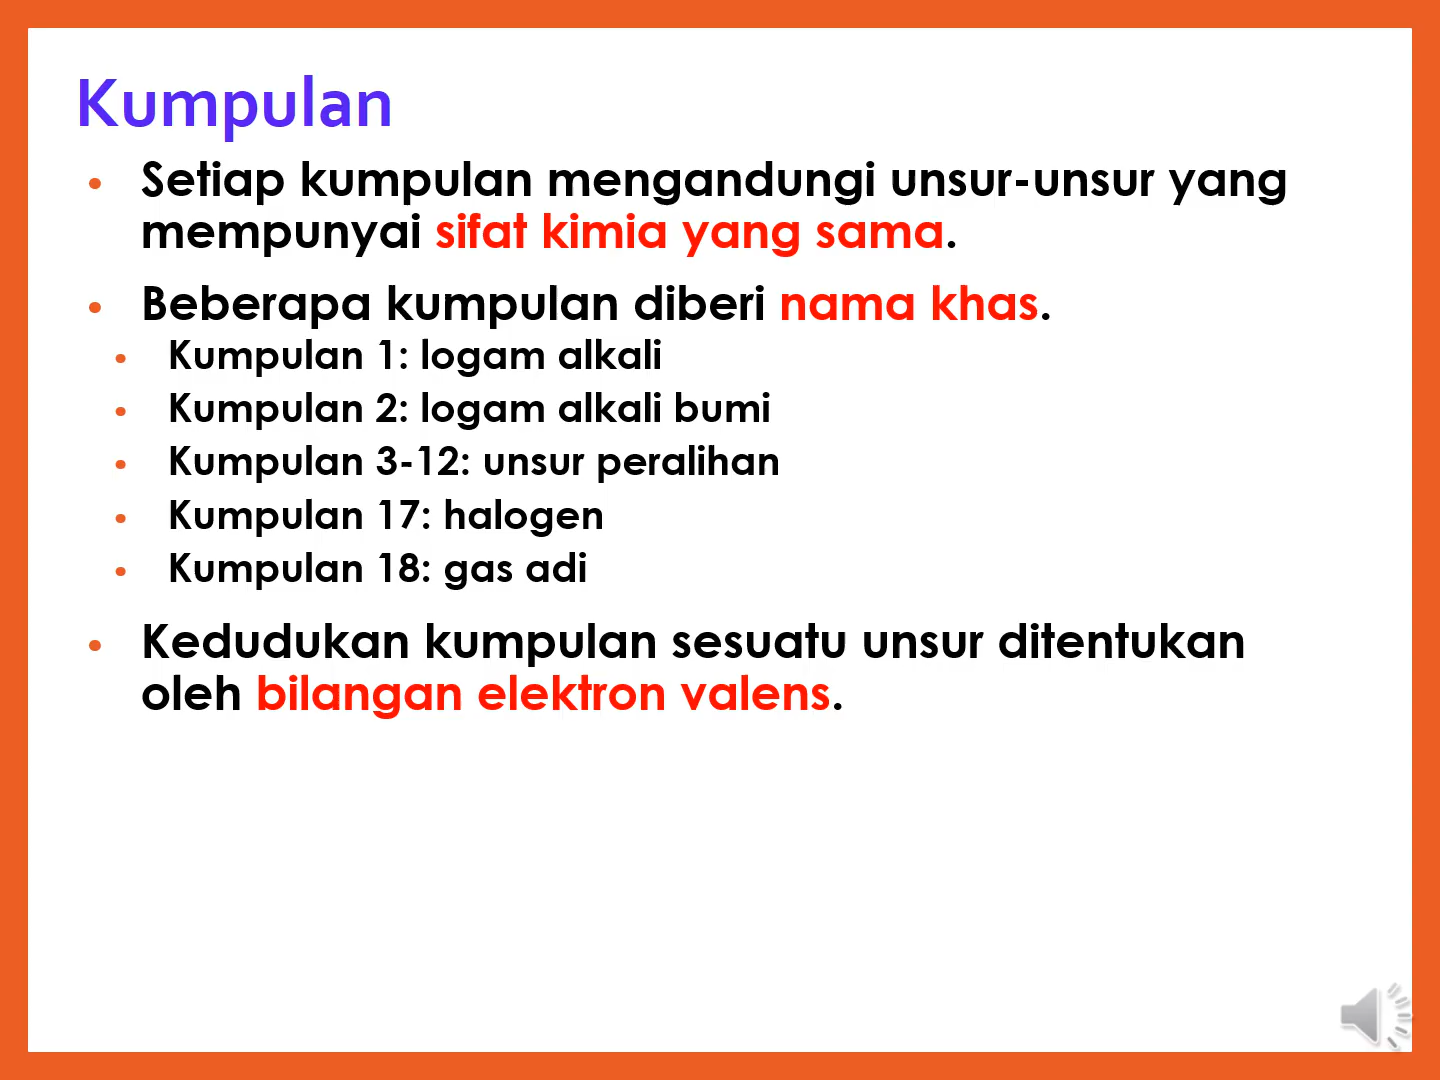 Kumpulan
• Setiap kumpulan mengandungi unsur-unsur yang
mempunyai sifat kimia yang sama.
• Beberapa kumpulan diberi nama khas.
• Kumpulan 1: logam alkali
• Kumpulan 2: logam alkali bumi
• Kumpulan 3-12: unsur peralihan
• Kumpulan 17: halogen
• Kumpulan 18: gas adi
• Kedudukan kumpulan sesuatu unsur ditentukan
oleh bilangan elektron valens.